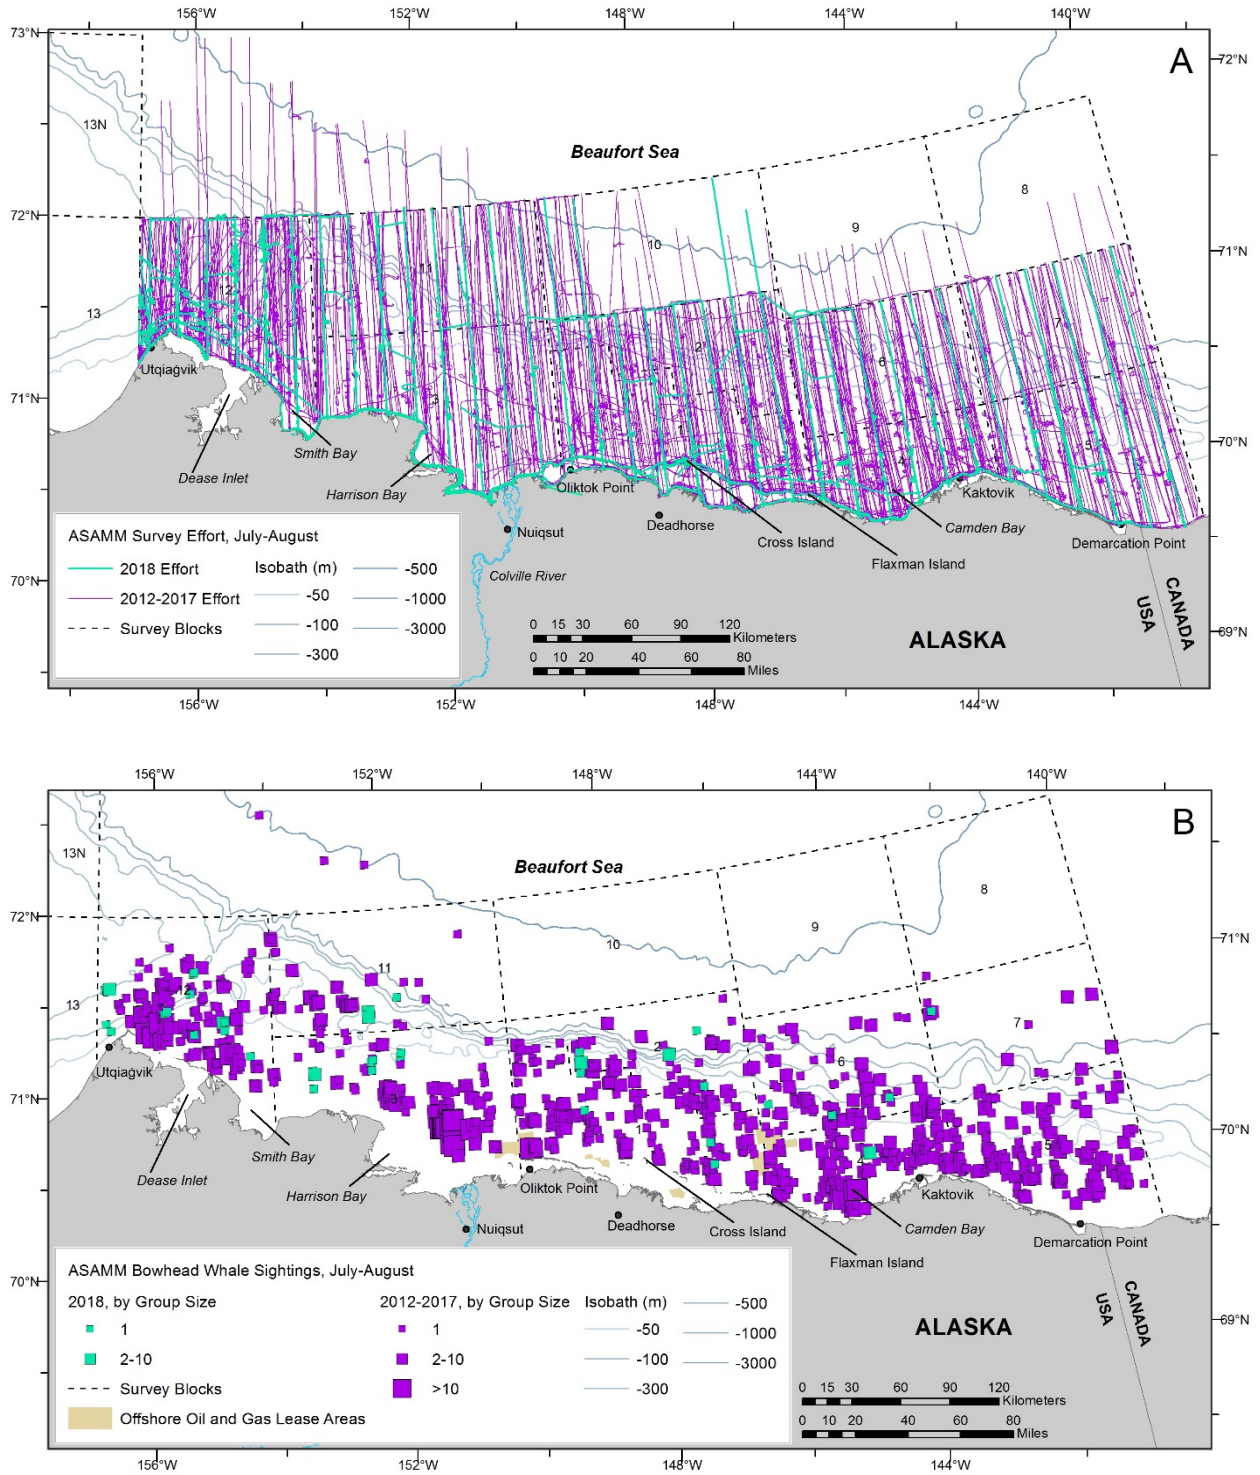 156°W 152°W 148°W 144°W 140°W
73°N
A
72°N
13N
Beaufort Sea
8
72°N
9
10
71°N
11
12
13
7
2
6
Utqiaġvik
71°N
3
1
70°N
5
4
Smith Bay
Dease Inlet
Harrison Bay
Oliktok Point
Kaktovik
Deadhorse
Camden Bay
Nuiqsut
Cross Island
Demarcation Point
Flaxman Island
Colville River
70°N
CANADA
USA
69°N
ALASKA
ASAMM Survey Effort, July-August
2018 Effort
2012-2017 Effort
Survey Blocks
Isobath (m)
-50
-100
-300
-500
-1000
-3000
0 15 30 60 90 120
Kilometers
0 10 20 40 60 80
Miles
156°W 152°W 148°W 144°W
156°W 152°W 148°W 144°W 140°W
B
13N
Beaufort Sea
8
72°N
9
71°N
10
11
12
13
7
2
6
Utqiaġvik
71°N
3
1
70°N
5
4
Smith Bay
Dease Inlet
Harrison Bay
Oliktok Point
Kaktovik
Deadhorse
Cross Island
Camden Bay
Nuiqsut
Demarcation Point
Flaxman Island
70°N
CANADA
USA
69°N
ALASKA
ASAMM Bowhead Whale Sightings, July-August
2018, by Group Size
1
2-10
Survey Blocks
Offshore Oil and Gas Lease Areas
2012-2017, by Group Size
1
2-10
>10
Isobath (m)
-50
-100
-300
-500
-1000
-3000
0 15 30 60 90 120
Kilometers
0 10 20 40 60 80
Miles
156°W 152°W 148°W 144°W